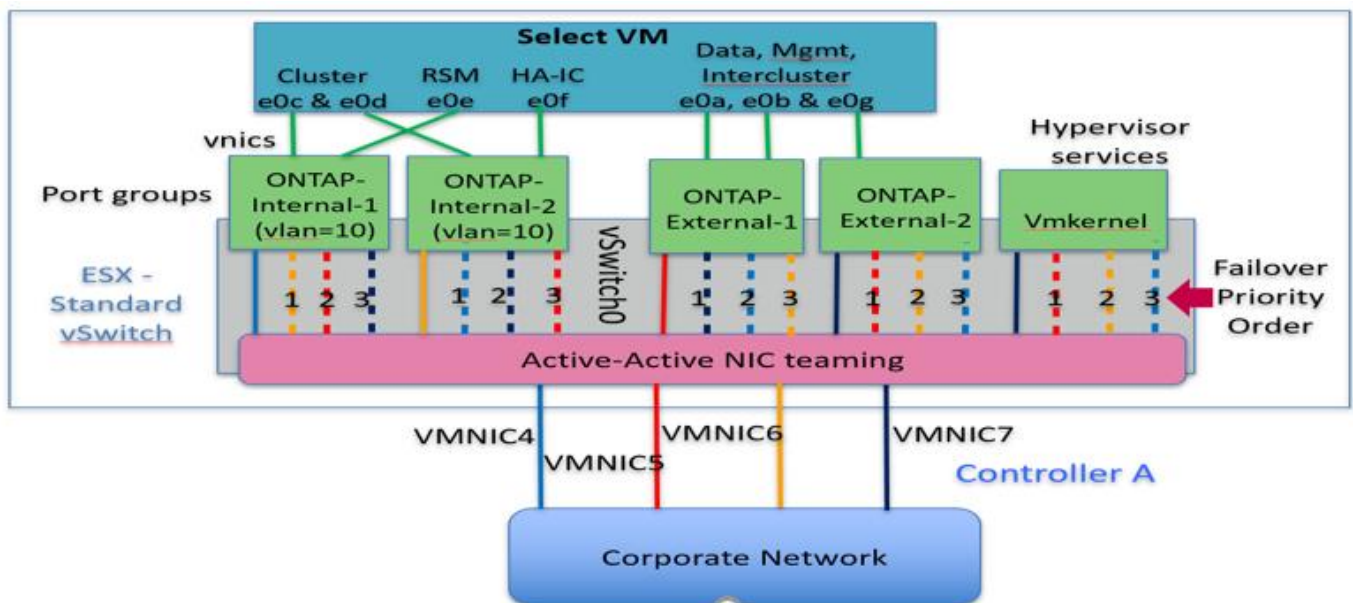 Select VM
Cluster
e0c & e0d
RSM
e0e
HA-IC
e0f
Data, Mgmt,
Intercluster
e0a, e0b & e0g
vnics
Hypervisor
services
Port groups
ONTAP-
Internal-1
(vlan=10)
ONTAP-
Internal-2
(vlan=10)
ONTAP-
External-1
ONTAP-
External-2
Vmkernel
ESX -
Standard
vSwitch
vSwitch0
1 2 3
1 2 3
1 2 3
1 2 3
1 2 3
Failover
Priority
Order
Active-Active NIC teaming
VMNIC4
VMNIC5
VMNIC6
VMNIC7
Controller A
Corporate Network